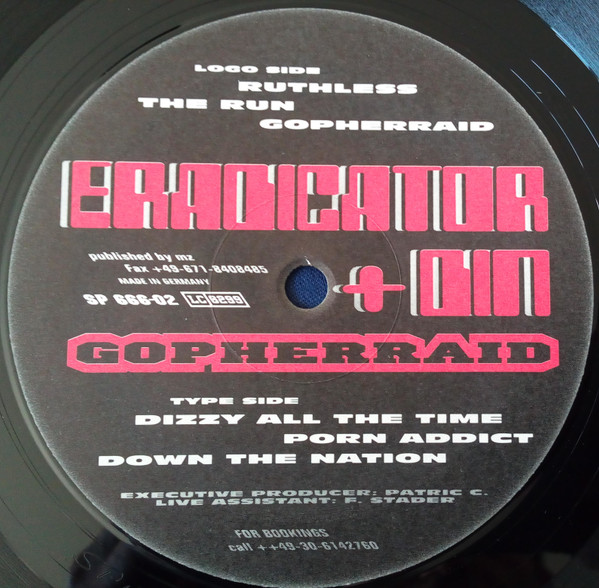 LOGO SIDE
RUTHLESS
THE RUN
GOPHERRAID
ERADICATOR
+ DIN
published by mz
Fax +49-671-8408485
MADE IN GERMANY
SP 666-02 LC 8299
GOPHERRAID
TYPE SIDE
DIZZY ALL THE TIME
PORN ADDICT
DOWN THE NATION
EXECUTIVE PRODUCER: PATRIC C.
LIVE ASSISTANT: F. STADER
FOR BOOKINGS
call ++49-30-6142760